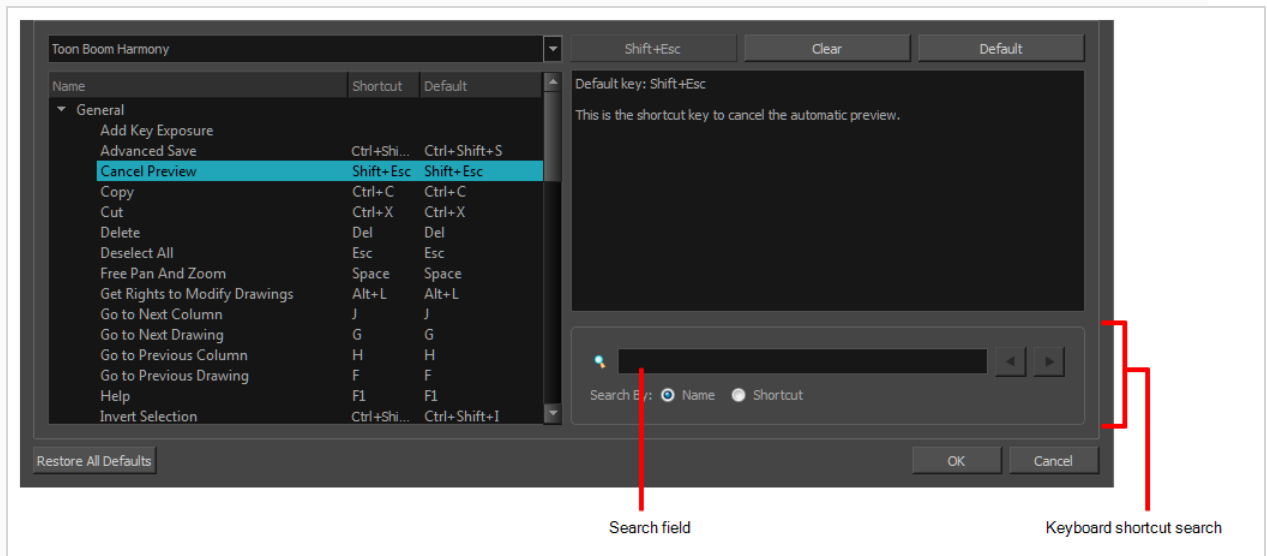 Toon Boom Harmony
Shift+Esc Clear Default
Name Shortcut Default
General
Add Key Exposure
Advanced Save Ctrl+Shi... Ctrl+Shift+S
Cancel Preview Shift+Esc Shift+Esc
Copy Ctrl+C Ctrl+C
Cut Ctrl+X Ctrl+X
Delete Del Del
Deselect All Esc Esc
Free Pan And Zoom Space Space
Get Rights to Modify Drawings Alt+L Alt+L
Go to Next Column J J
Go to Next Drawing G G
Go to Previous Column H H
Go to Previous Drawing F F
Help F1 F1
Invert Selection Ctrl+Shi... Ctrl+Shift+I
Default key: Shift+Esc
This is the shortcut key to cancel the automatic preview.
Search By: Name Shortcut
Restore All Defaults OK Cancel
Search field Keyboard shortcut search